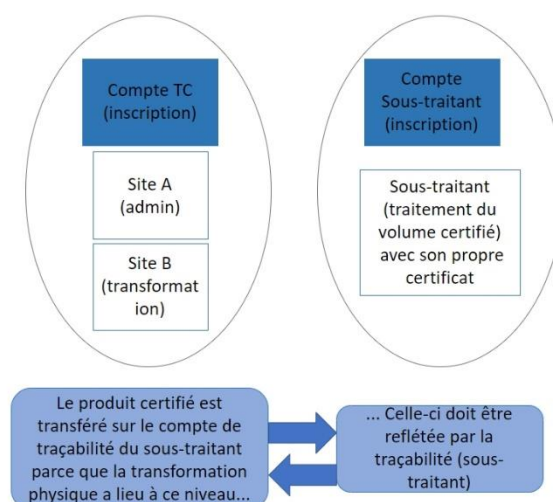 Compte TC
(inscription)
Site A
(admin)
Site B
(transformat
ion)
Compte
Sous-traitant
(inscription)
Sous-traitant
(traitement du
volume certifié)
avec son propre
certificat
Le produit certifié est
transféré sur le compte de
traçabilité du sous-traitant
parce que la transformation
physique a lieu à ce niveau...
... Celle-ci doit être
reflétée par la
traçabilité (sous-
traitant)